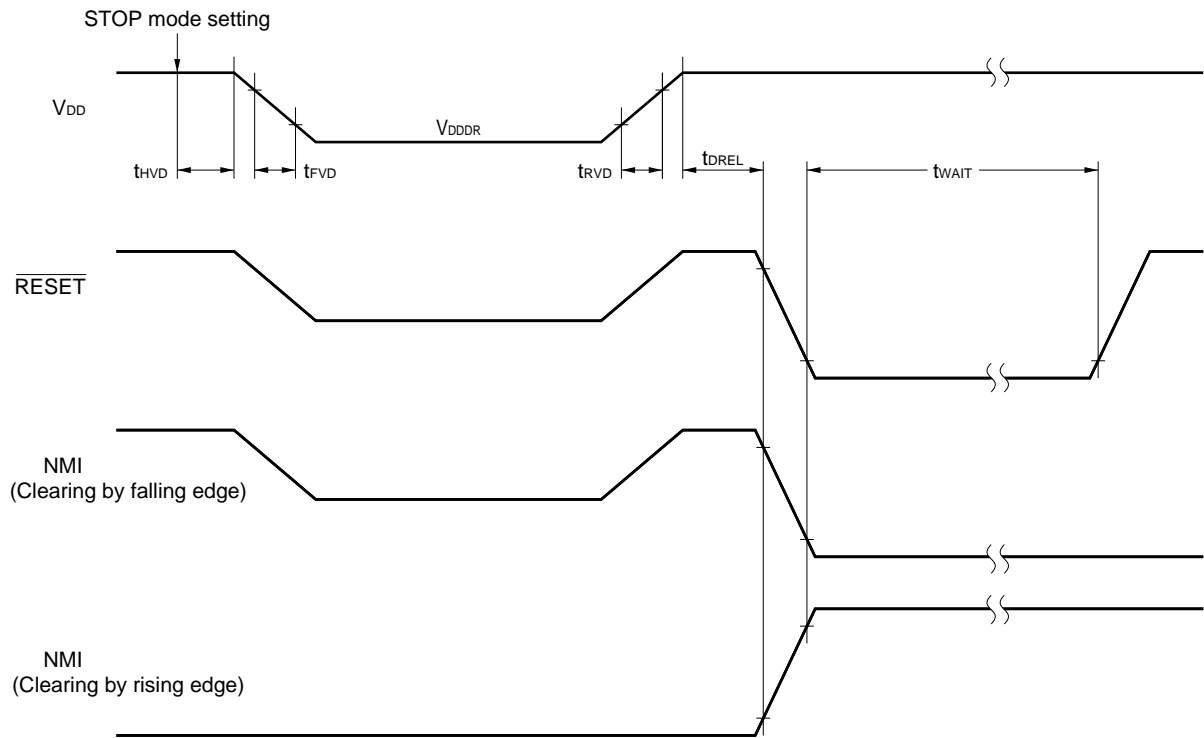 STOP mode setting
VDD
VDDDR
tHVD
tFVD
tRVD
tDREL
tWAIT
RESET
NMI
(Clearing by falling edge)
NMI
(Clearing by rising edge)